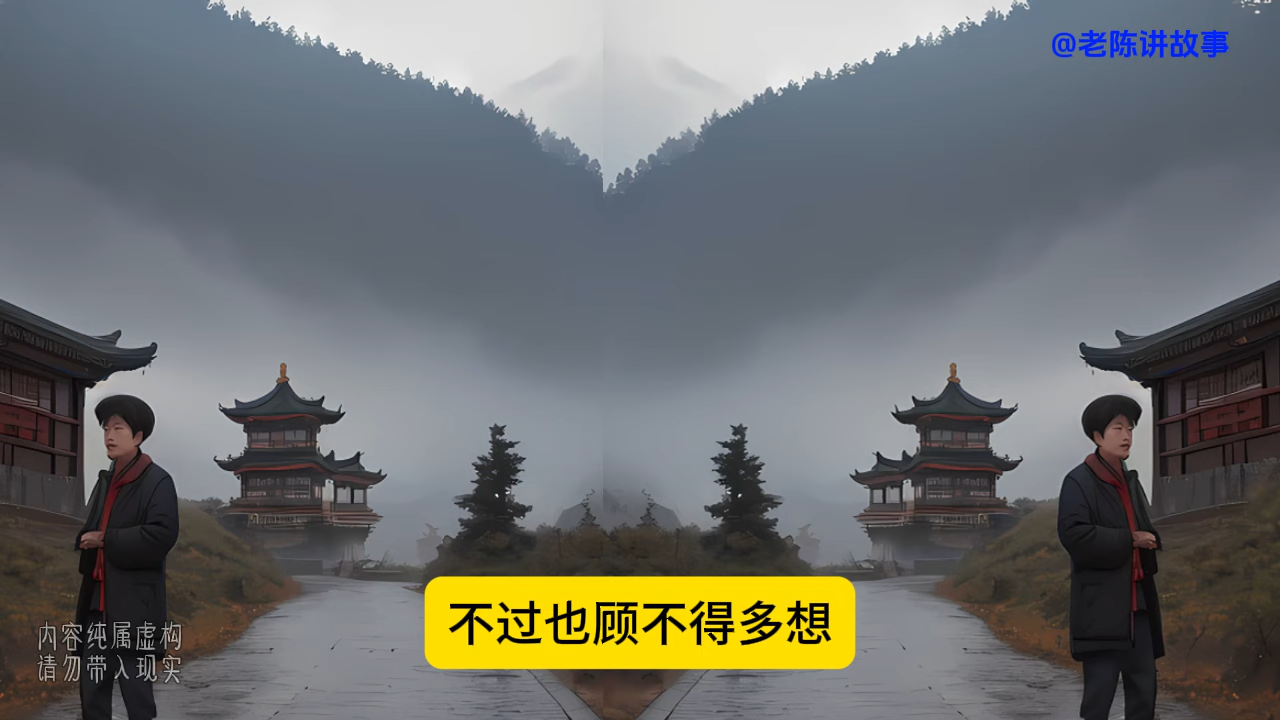 @老陈讲故事
不过也顾不得多想
内容纯属虚构
请勿带入现实